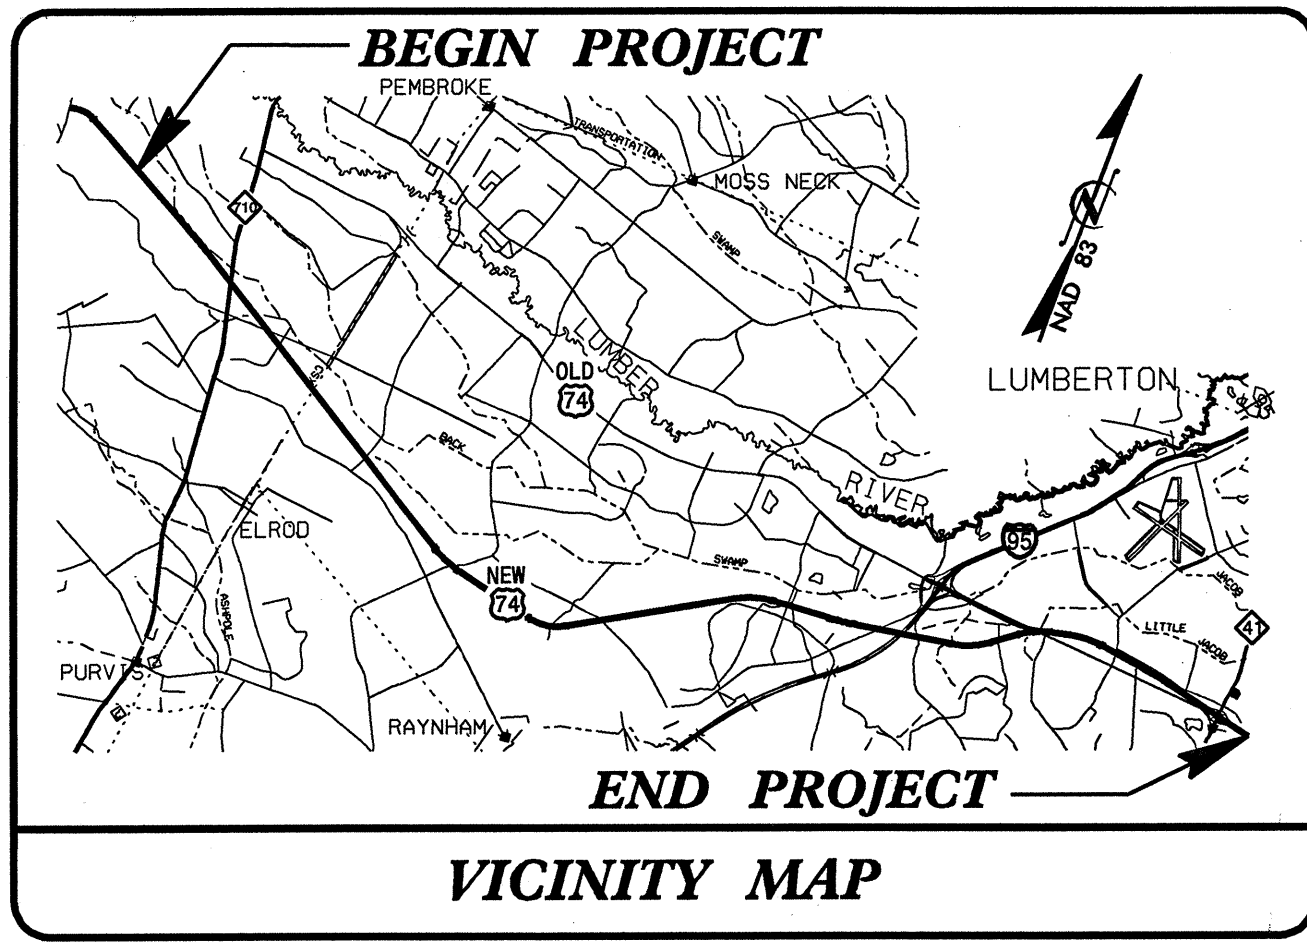 BEGIN PROJECT
PEMBROKE
TRANSPORTATION
MOSS NECK
710
SWAMP
N
NAD 83
LUMBER
OLD
74
LUMBERTON
BACK
RIVER
ELROD
95
SWAMP
NEW
74
JACOB
ASHPOLE
LITTLE
41
JACOB
PURVIS
RAYNHAM
END PROJECT
VICINITY MAP